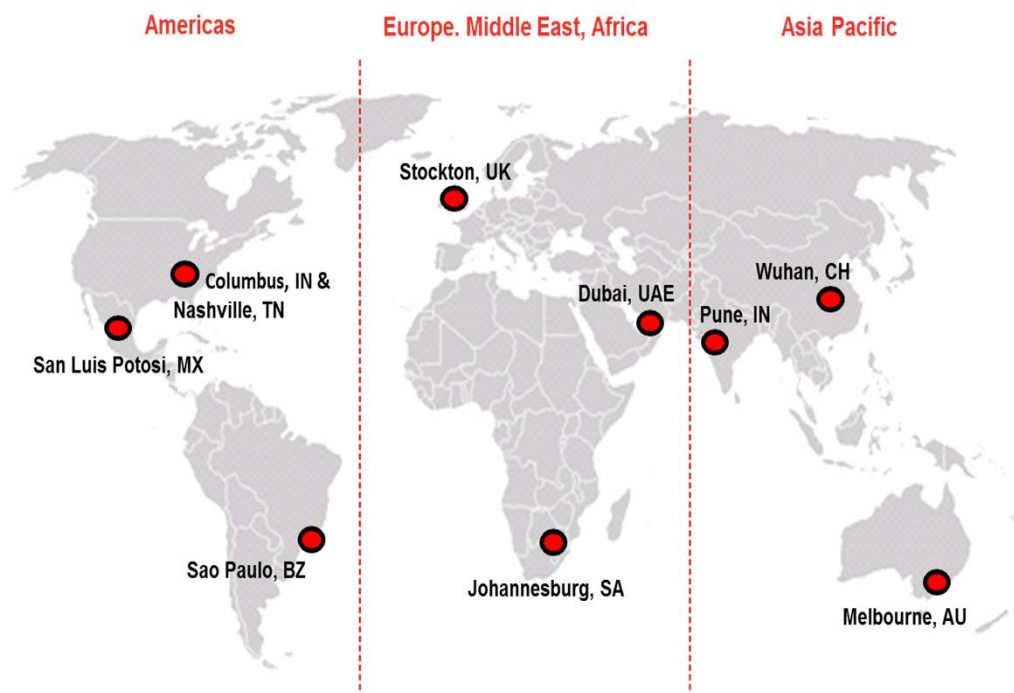 Americas
Europe. Middle East, Africa
Asia Pacific
Stockton, UK
Columbus, IN &
Nashville, TN
San Luis Potosi, MX
Sao Paulo, BZ
Dubai, UAE
Johannesburg, SA
Wuhan, CH
Pune, IN
Melbourne, AU